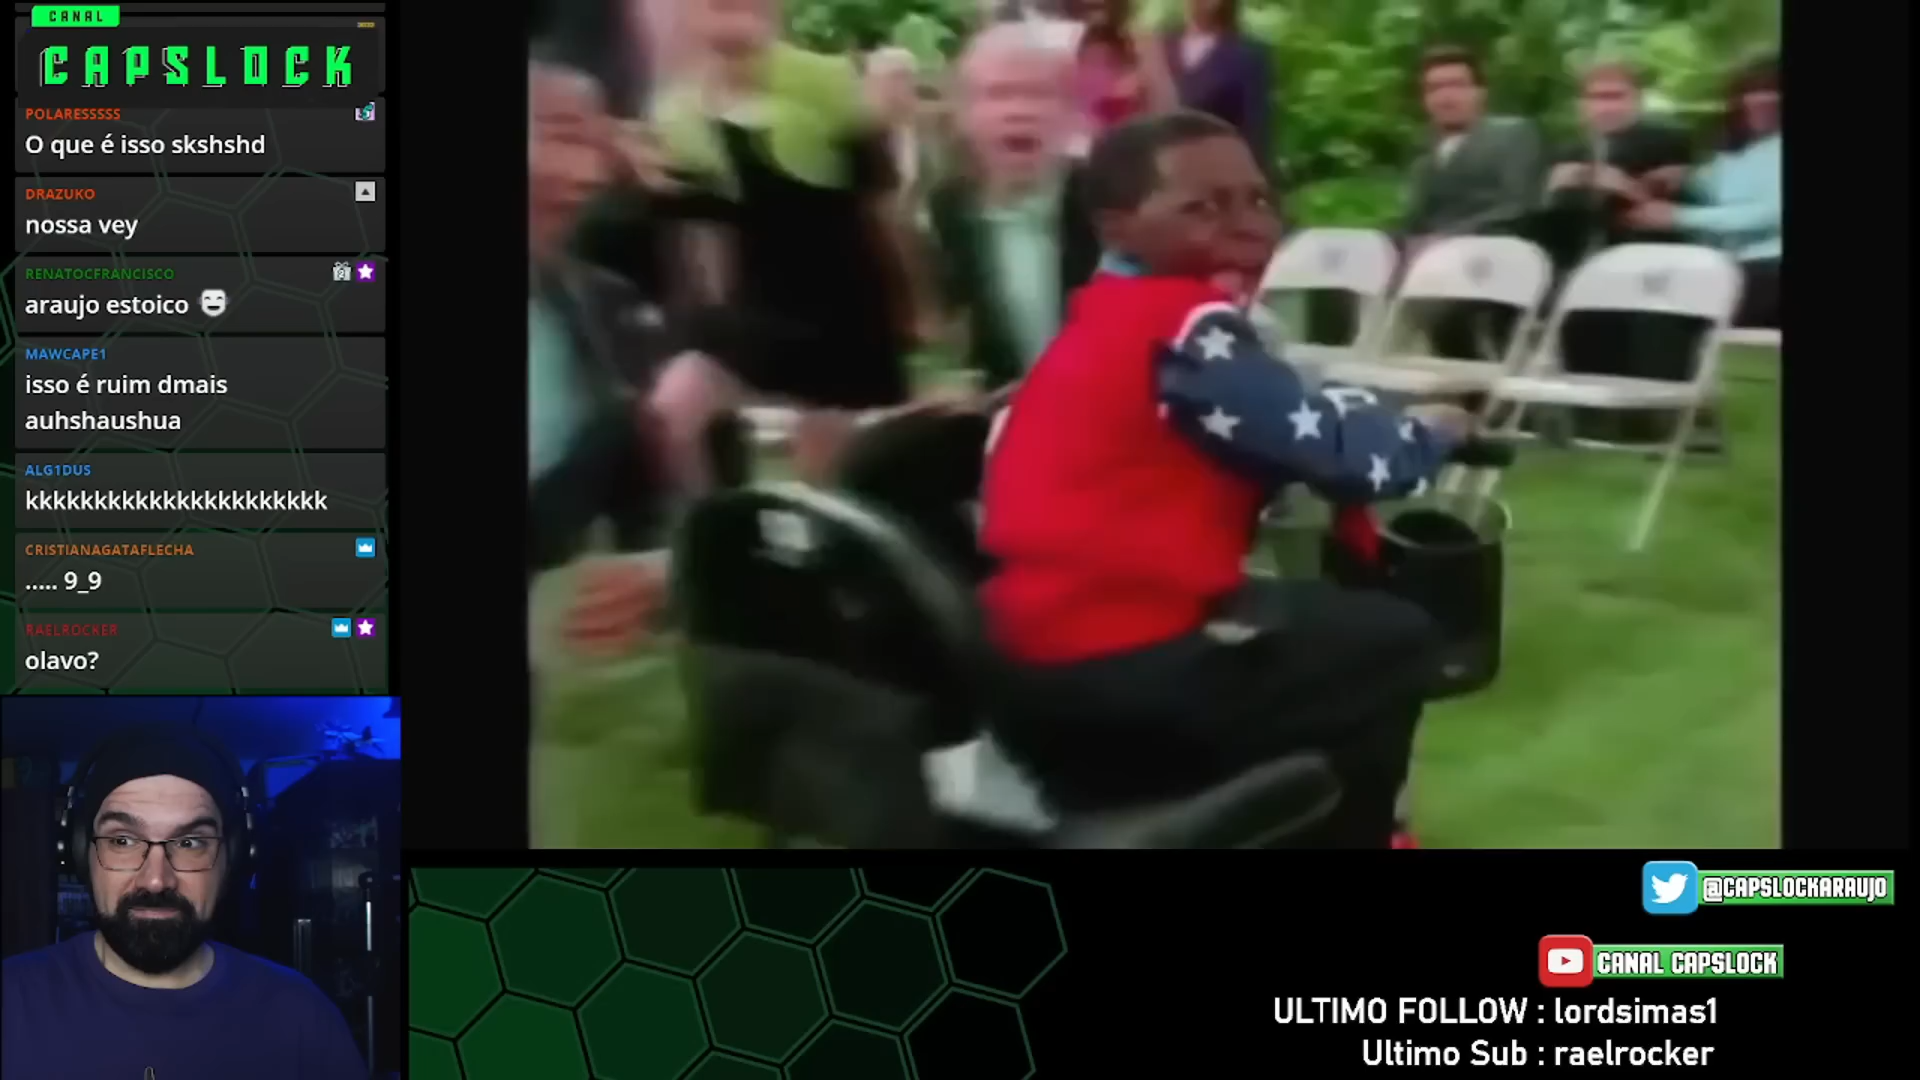 CANAL
CAPSLOCK
POLARESSSSS
O que é isso skshshd
DRAZUKO
nossa vey
RENATOCFRANCISCO
araujo estoico
MAWCAPE1
isso é ruim dmais
auhshaushua
ALG1DUS
kkkkkkkkkkkkkkkkkkkkkk
CRISTIANAGATAFLECHA
..... 9_9
RAELROCKER
olavo?
@CAPSLOCKARAUJO
CANAL CAPSLOCK
ULTIMO FOLLOW : lordsimas1
Ultimo Sub : raelrocker